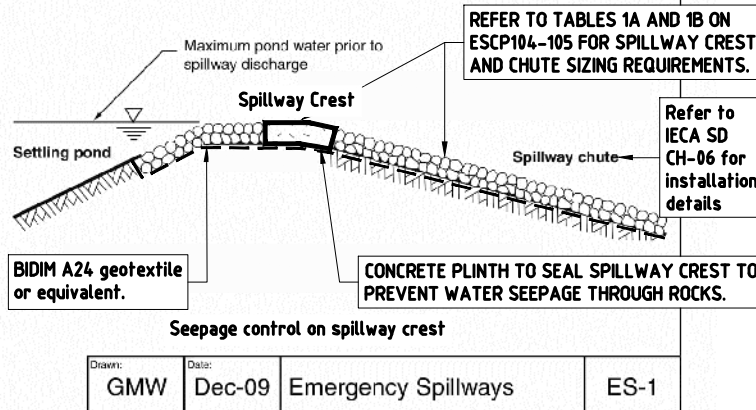 REFER TO TABLES 1A AND 1B ON
ESCP104-105 FOR SPILLWAY CREST
AND CHUTE SIZING REQUIREMENTS.
Maximum pond water prior to
spillway discharge
Spillway Crest
Refer to
IECA SD
CH-06 for
installation
details
Settling pond
Spillway chute
BIDIM A24 geotextile
or equivalent.
CONCRETE PLINTH TO SEAL SPILLWAY CREST TO
PREVENT WATER SEEPAGE THROUGH ROCKS.
Seepage control on spillway crest
Drawn:
GMW
Date:
Dec-09
Emergency Spillways
ES-1